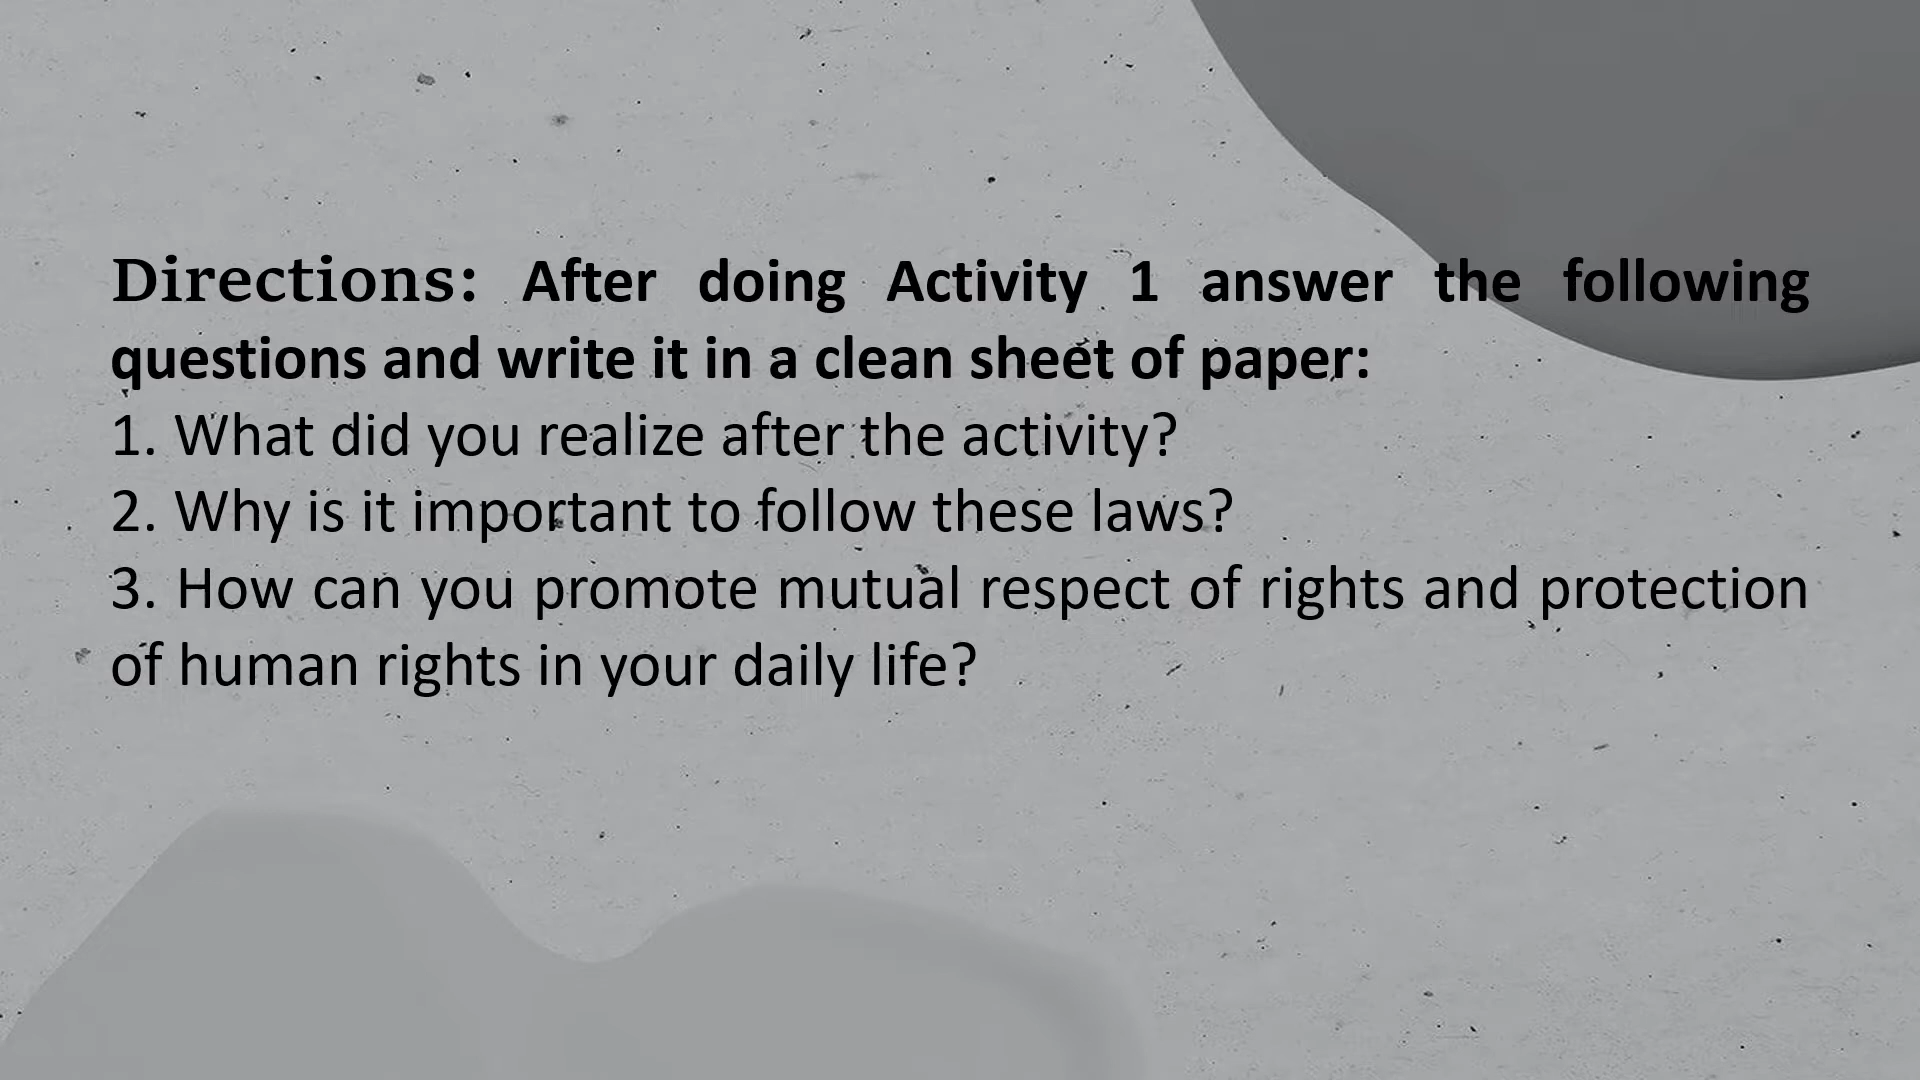 Directions: After doing Activity 1 answer the following
questions and write it in a clean sheet of paper:
1. What did you realize after the activity?
2. Why is it important to follow these laws?
3. How can you promote mutual respect of rights and protection
of human rights in your daily life?